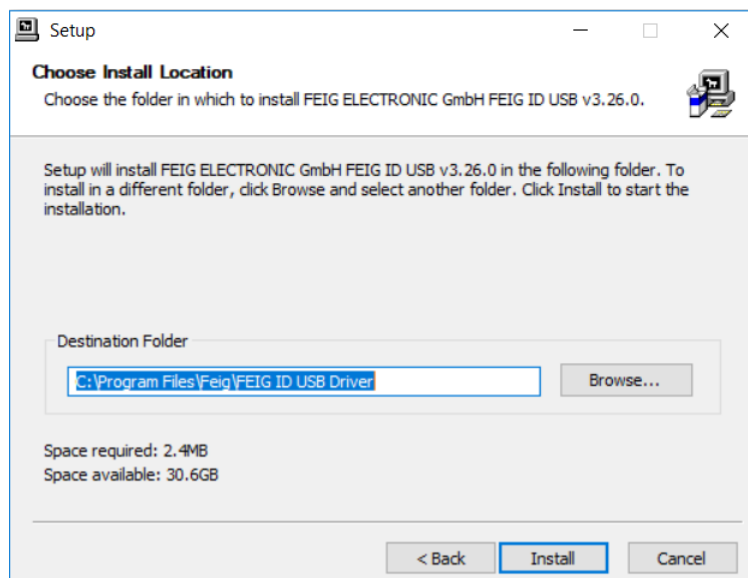 Setup
Choose Install Location
Choose the folder in which to install FEIG ELECTRONIC GmbH FEIG ID USB v3.26.0.
Setup will install FEIG ELECTRONIC GmbH FEIG ID USB v3.26.0 in the following folder. To
install in a different folder, click Browse and select another folder. Click Install to start the
installation.
Destination Folder
C:\Program Files\Feig\FEIG ID USB Driver
Browse...
Space required: 2.4MB
Space available: 30.6GB
< Back
Install
Cancel